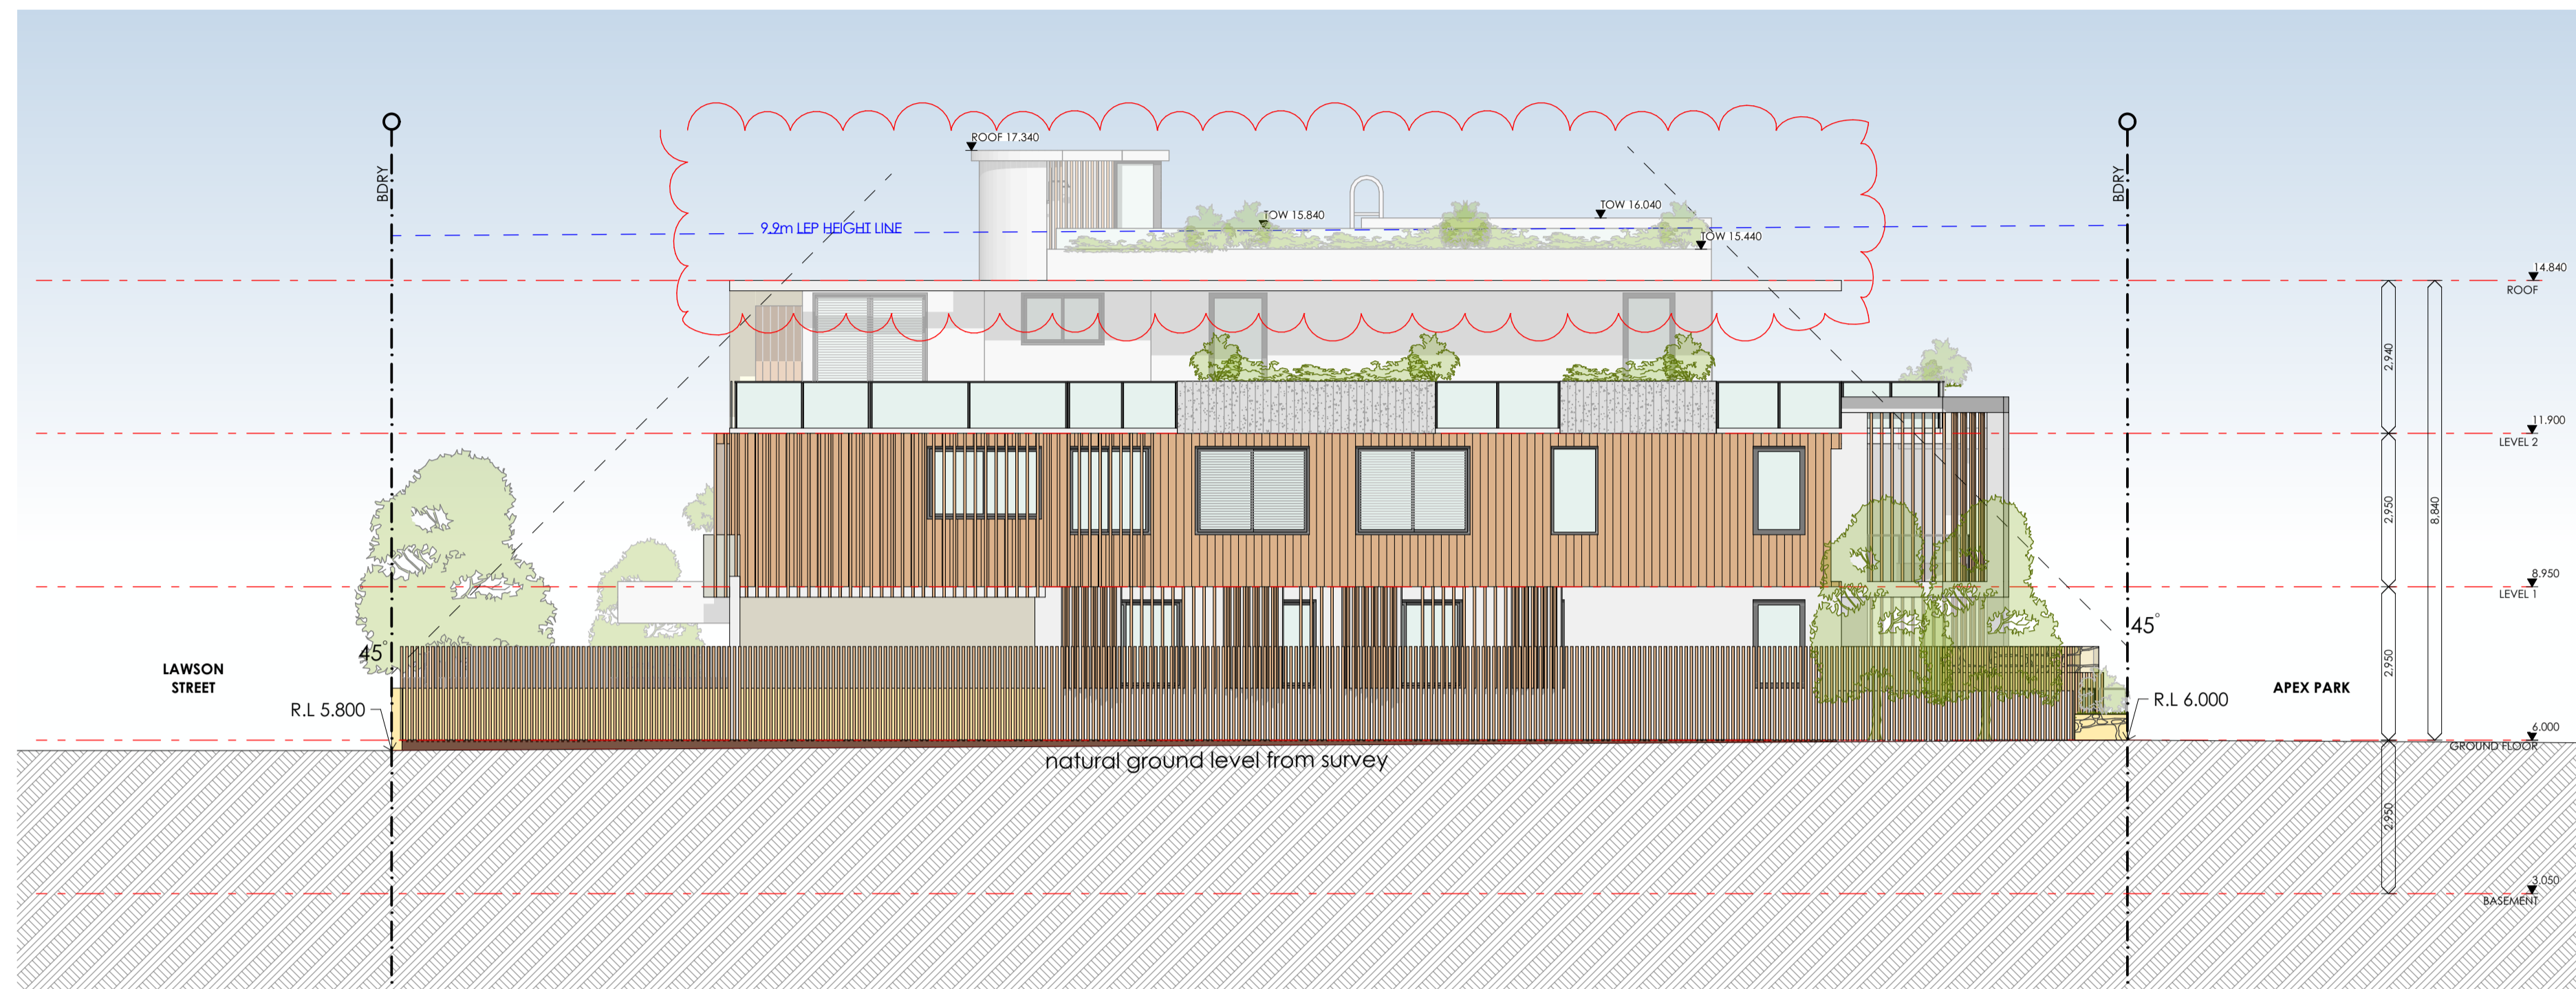 ROOF 17.340
BDRY
BDRY
9.9m LEP HEIGHT LINE
TOW 15.840
TOW 16.040
TOW 15.440
14.840
ROOF
2.940
11.900
LEVEL 2
2.950
8.840
8.950
LEVEL 1
45°
45°
LAWSON
STREET
2.950
APEX PARK
R.L 5.800
R.L 6.000
6.000
GROUND FLOOR
natural ground level from survey
2.950
3.050
BASEMENT